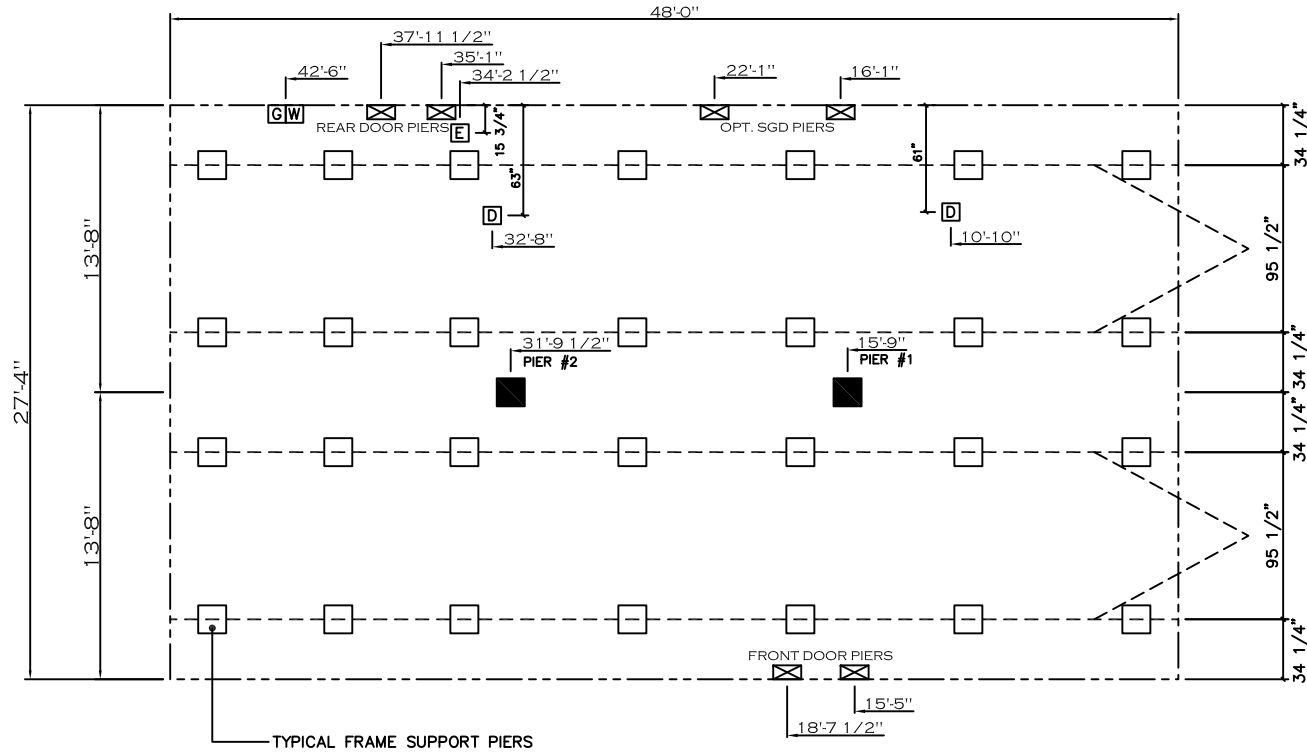 48'-0"
37'-11 1/2"
35'-1"
42'-6"
34'-2 1/2"
22'-1"
16'-1"
G W
REAR DOOR PIERS
E
OPT. SGD PIERS
15 3/4"
63"
61"
34 1/4"
D
D
32'-8"
10'-10"
13'-8"
95 1/2"
31'-9 1/2"
PIER #2
15'-9"
PIER #1
34 1/4"
27'-4"
34 1/4"
13'-8"
95 1/2"
34 1/4"
FRONT DOOR PIERS
15'-5"
18'-7 1/2"
TYPICAL FRAME SUPPORT PIERS